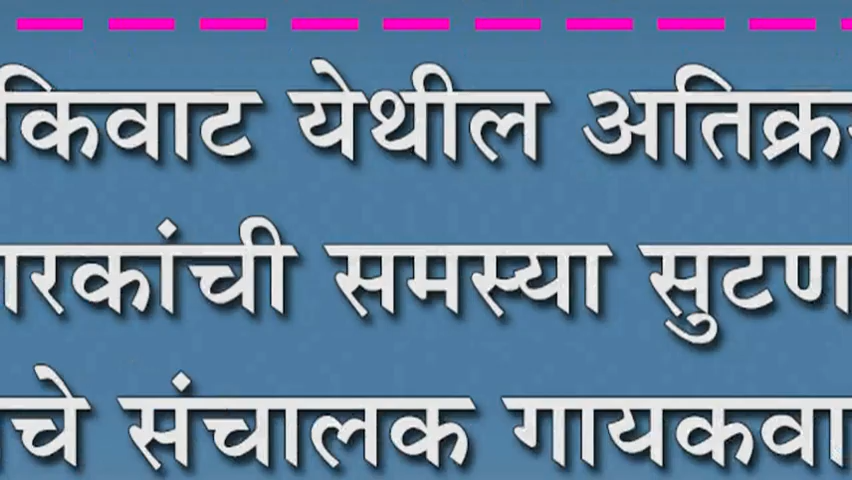 किवाट येथील अतिक्र
ारकांची समस्या सुटण
चे संचालक गायकवा